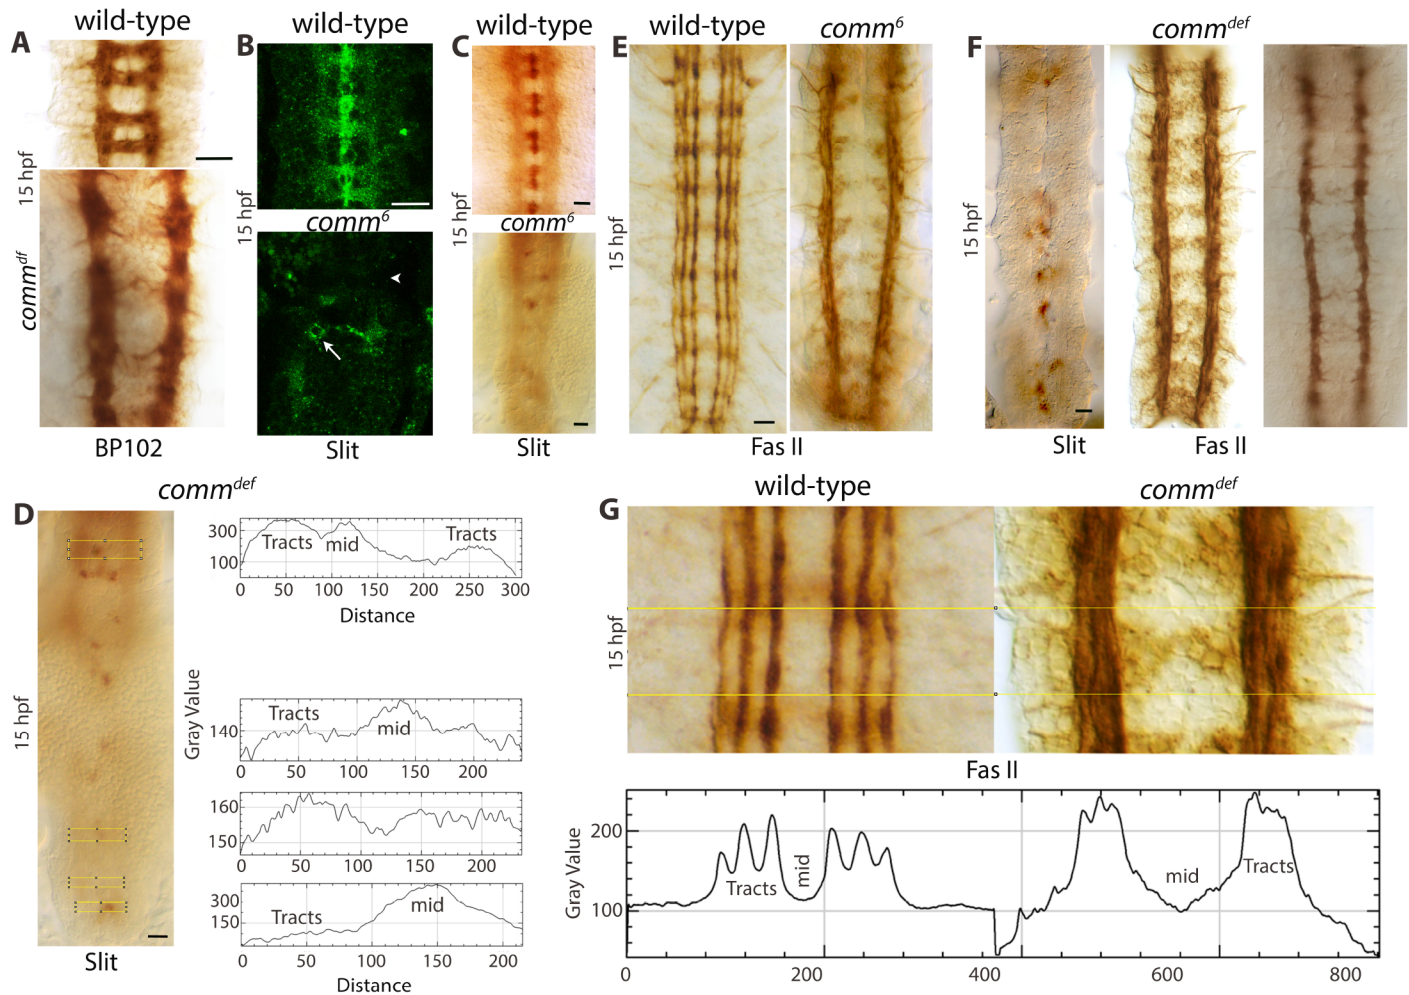 A
wild-type
15 hpf
comm^df
BP102
B
wild-type
15 hpf
comm^6
Slit
C
wild-type
15 hpf
comm^6
Slit
E
wild-type
comm^6
15 hpf
Fas II
F
comm^def
15 hpf
Slit
Fas II
D
comm^def
15 hpf
Slit
Gray Value
300
100
Tracts
mid
Tracts
0 50 100 150 200 250 300
Distance
140
Tracts
mid
0 50 100 150 200
160
150
0 50 100 150 200
300
150
Tracts
mid
0 50 100 150 200
Distance
G
wild-type
comm^def
15 hpf
Fas II
Gray Value
200
100
Tracts
mid
mid
Tracts
0 200 400 600 800